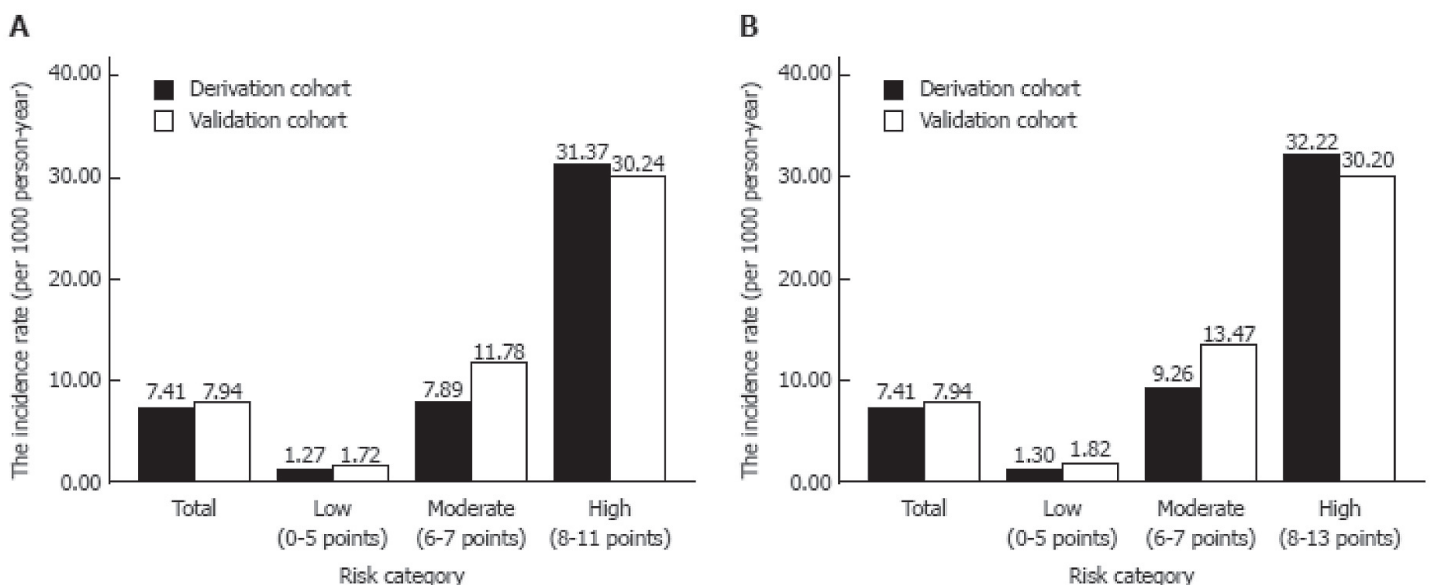 A
The incidence rate (per 1000 person-year)
40.00
30.00
20.00
10.00
0.00
Derivation cohort
Validation cohort
7.41 7.94
1.27 1.72
7.89 11.78
31.37 30.24
Total Low Moderate High
(0-5 points) (6-7 points) (8-11 points)
Risk category
B
The incidence rate (per 1000 person-year)
40.00
30.00
20.00
10.00
0.00
Derivation cohort
Validation cohort
7.41 7.94
1.30 1.82
9.26 13.47
32.22 30.20
Total Low Moderate High
(0-5 points) (6-7 points) (8-13 points)
Risk category